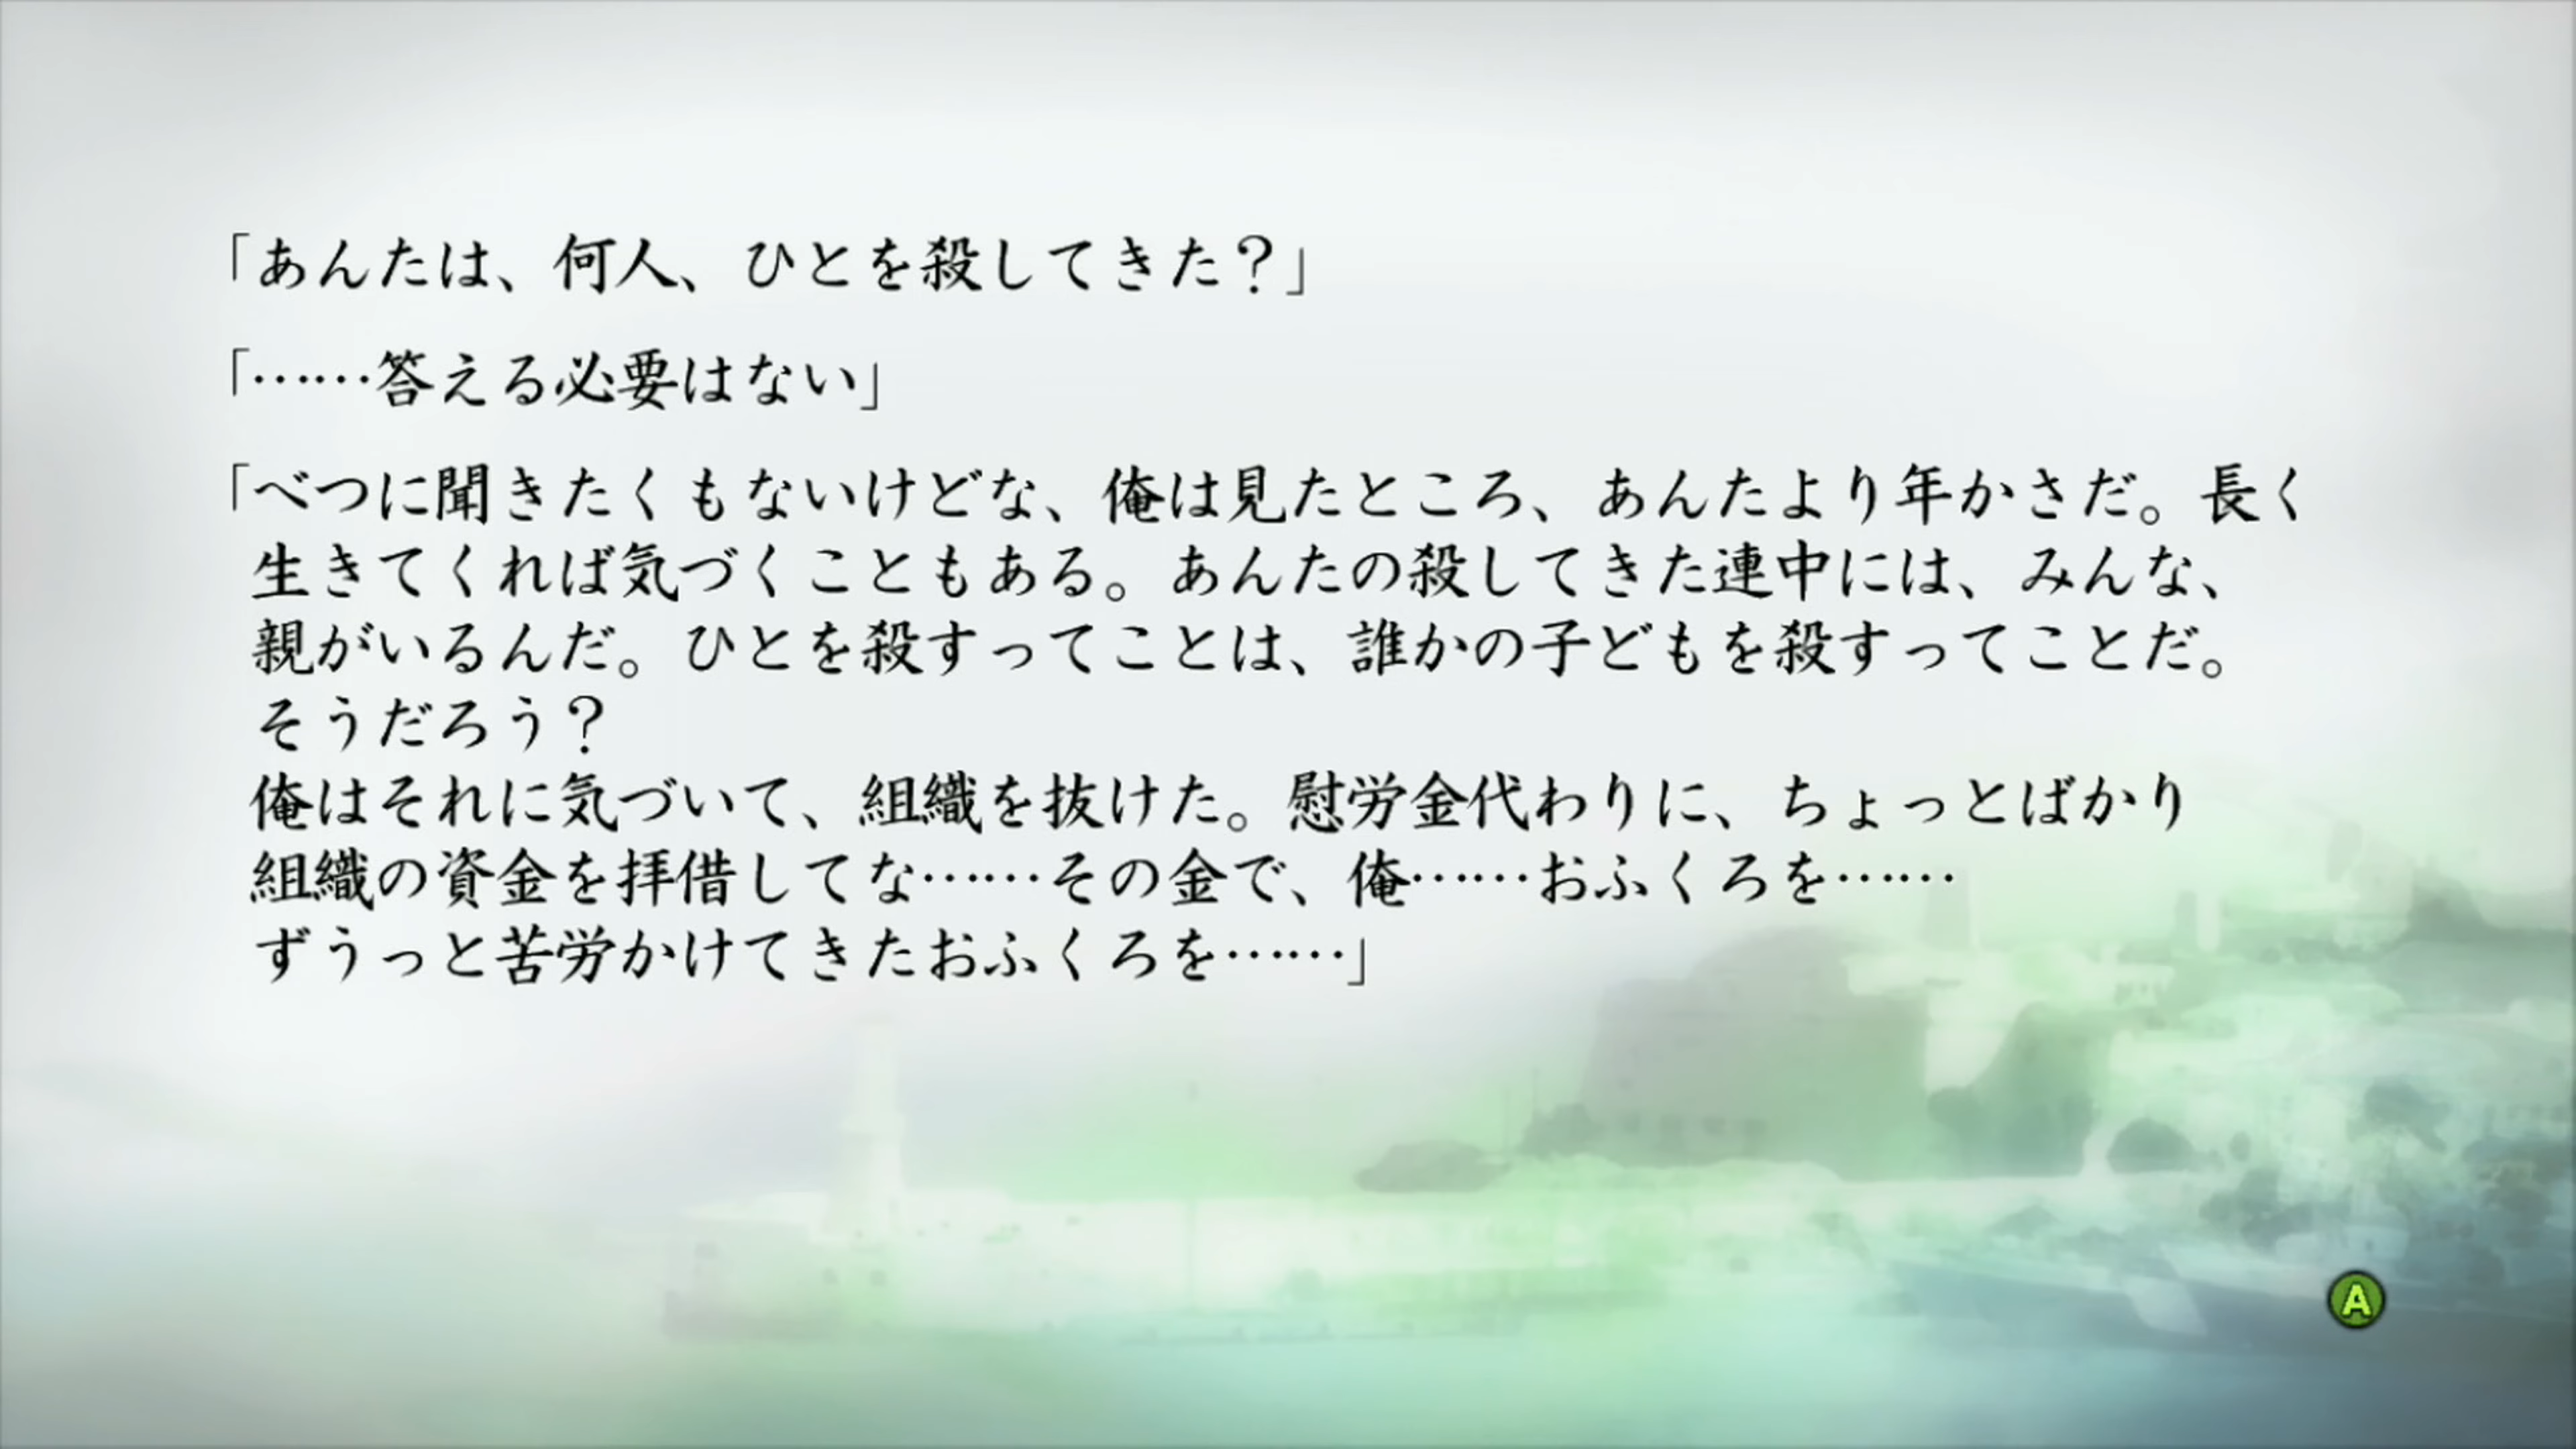 「あんたは、何人、ひとを殺してきた？」
「……答える必要はない」
「べつに聞きたくもないけどな、俺は見たところ、あんたより年かさだ。長く
生きてくれば気づくこともある。あんたの殺してきた連中には、みんな、
親がいるんだ。ひとを殺すってことは、誰かの子どもを殺すってことだ。
そうだろう？
俺はそれに気づいて、組織を抜けた。慰労金代わりに、ちょっとばかり
組織の資金を拝借してな……その金で、俺……おふくろを……
ずうっと苦労かけてきたおふくろを……」
A